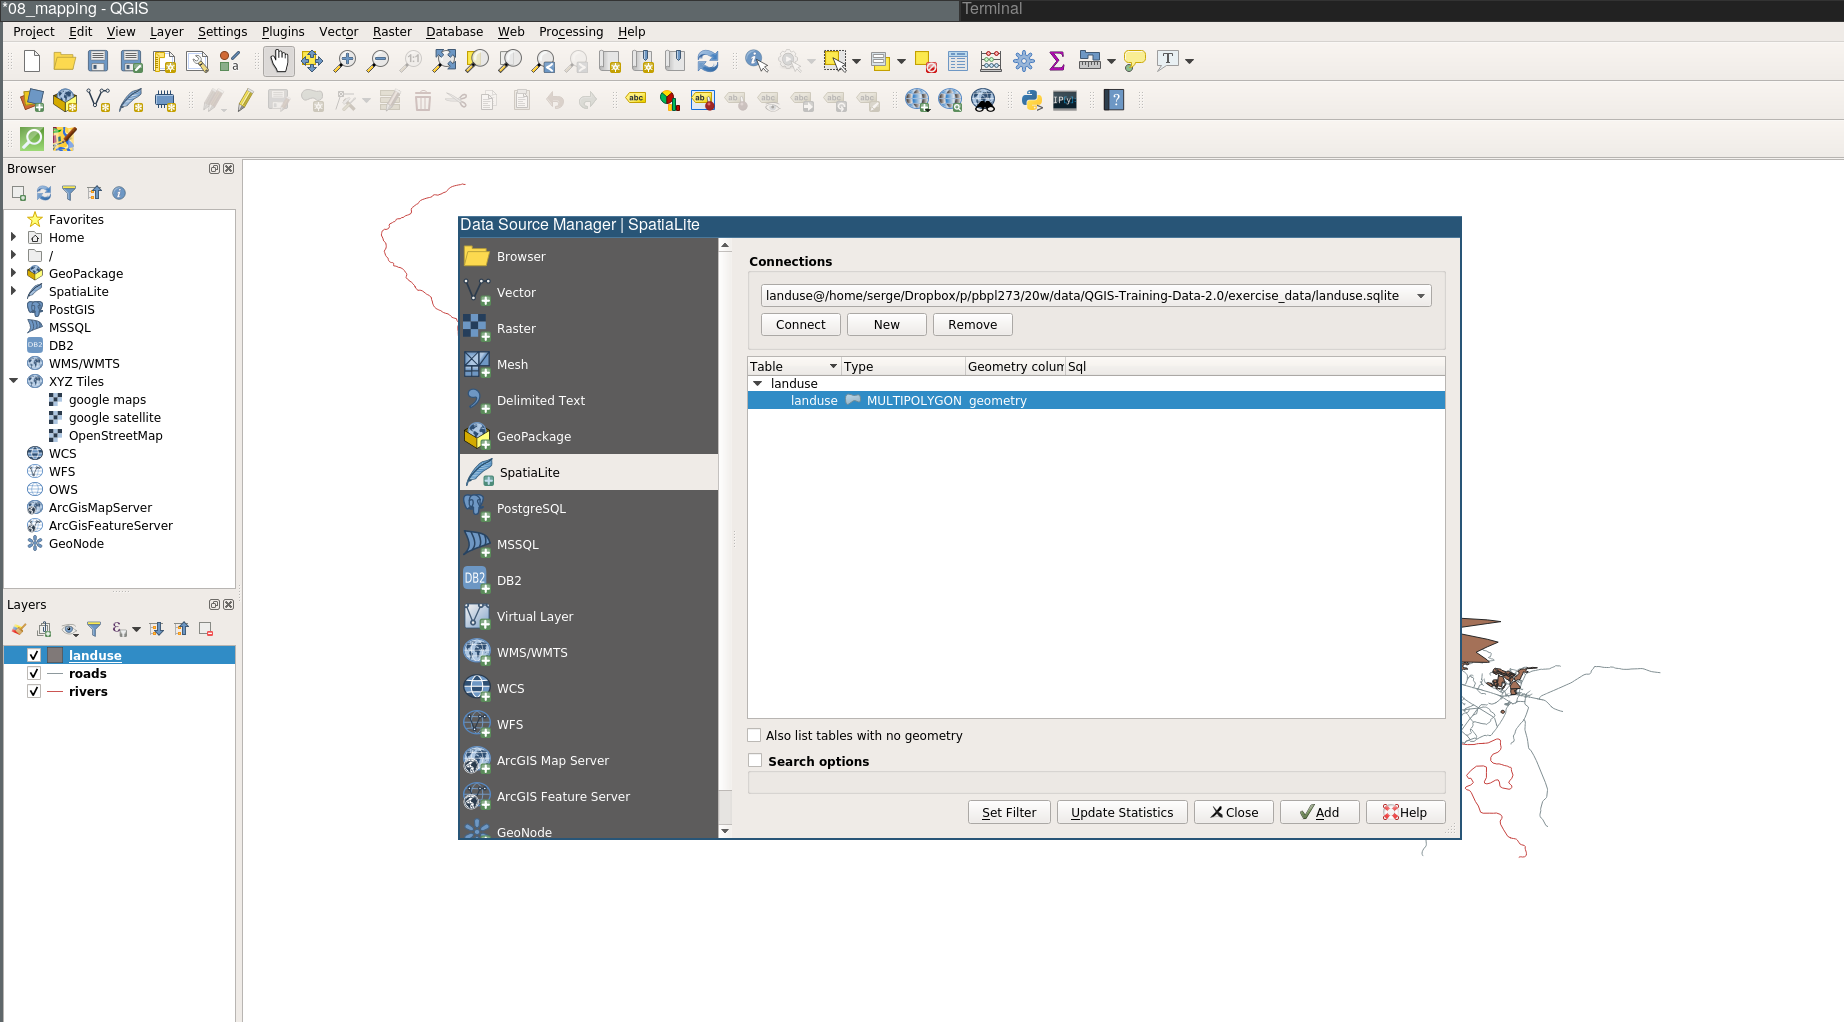 *08_mapping - QGIS
Terminal
Project Edit View Layer Settings Plugins Vector Raster Database Web Processing Help
Browser
Favorites
Home
/
GeoPackage
SpatiaLite
PostGIS
MSSQL
DB2
WMS/WMTS
XYZ Tiles
google maps
google satellite
OpenStreetMap
WCS
WFS
OWS
ArcGisMapServer
ArcGisFeatureServer
GeoNode
Layers
landuse
roads
rivers
Data Source Manager | SpatiaLite
Browser
Vector
Raster
Mesh
Delimited Text
GeoPackage
SpatiaLite
PostgreSQL
MSSQL
DB2
Virtual Layer
WMS/WMTS
WCS
WFS
ArcGIS Map Server
ArcGIS Feature Server
GeoNode
Connections
landuse@/home/serge/Dropbox/p/pbpl273/20w/data/QGIS-Training-Data-2.0/exercise_data/landuse.sqlite
Connect New Remove
Table Type Geometry colum Sql
landuse
landuse MULTIPOLYGON geometry
Also list tables with no geometry
Search options
Set Filter Update Statistics Close Add Help